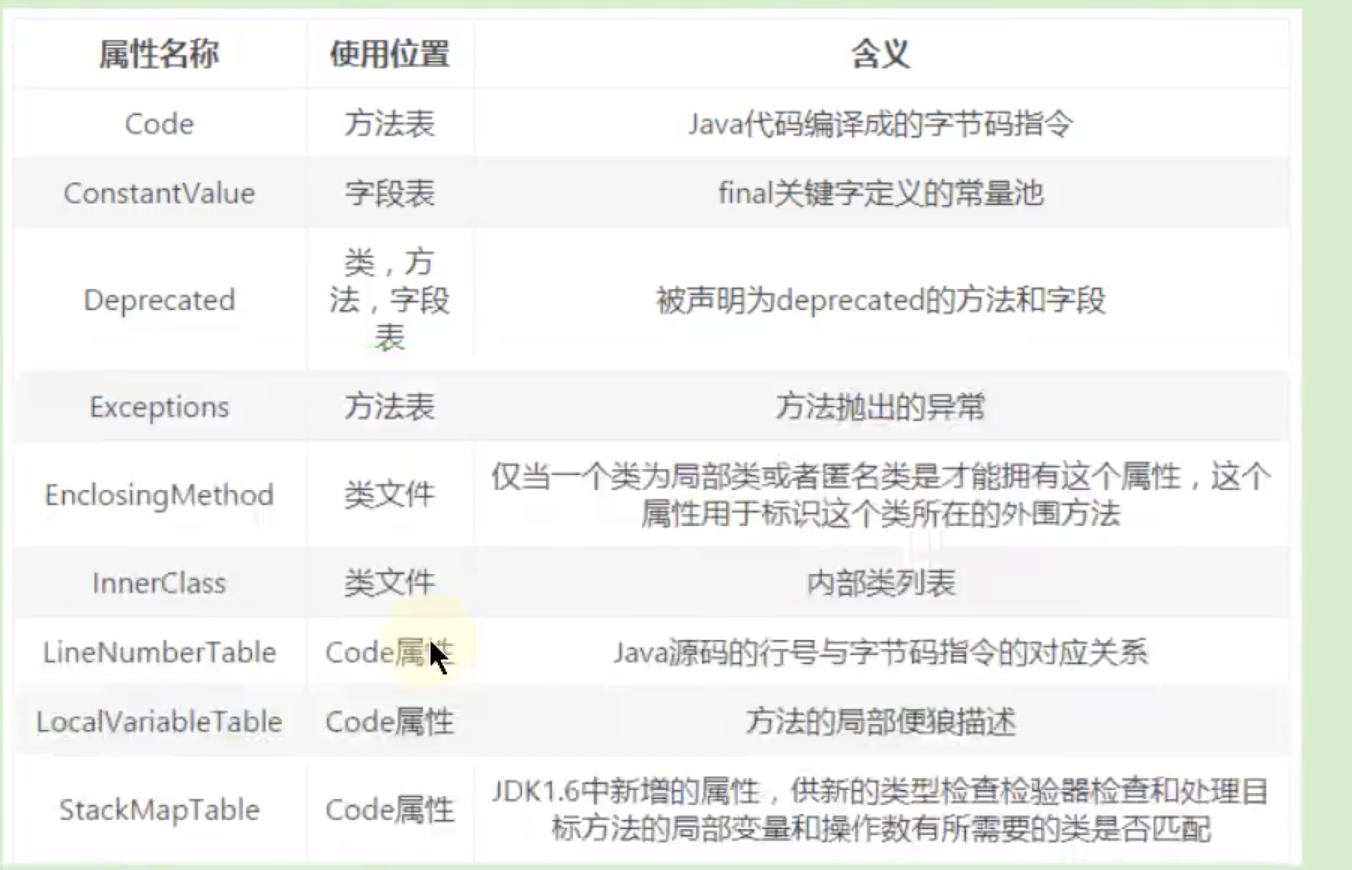 属性名称 使用位置 含义
Code 方法表 Java代码编译成的字节码指令
ConstantValue 字段表 final关键字定义的常量池
Deprecated 类，方
法，字段
表 被声明为deprecated的方法和字段
Exceptions 方法表 方法抛出的异常
EnclosingMethod 类文件 仅当一个类为局部类或者匿名类是才能拥有这个属性，这个
属性用于标识这个类所在的外围方法
InnerClass 类文件 内部类列表
LineNumberTable Code属性 Java源码的行号与字节码指令的对应关系
LocalVariableTable Code属性 方法的局部便狼描述
StackMapTable Code属性 JDK1.6中新增的属性，供新的类型检查检验器检查和处理目
标方法的局部变量和操作数有所需要的类是否匹配